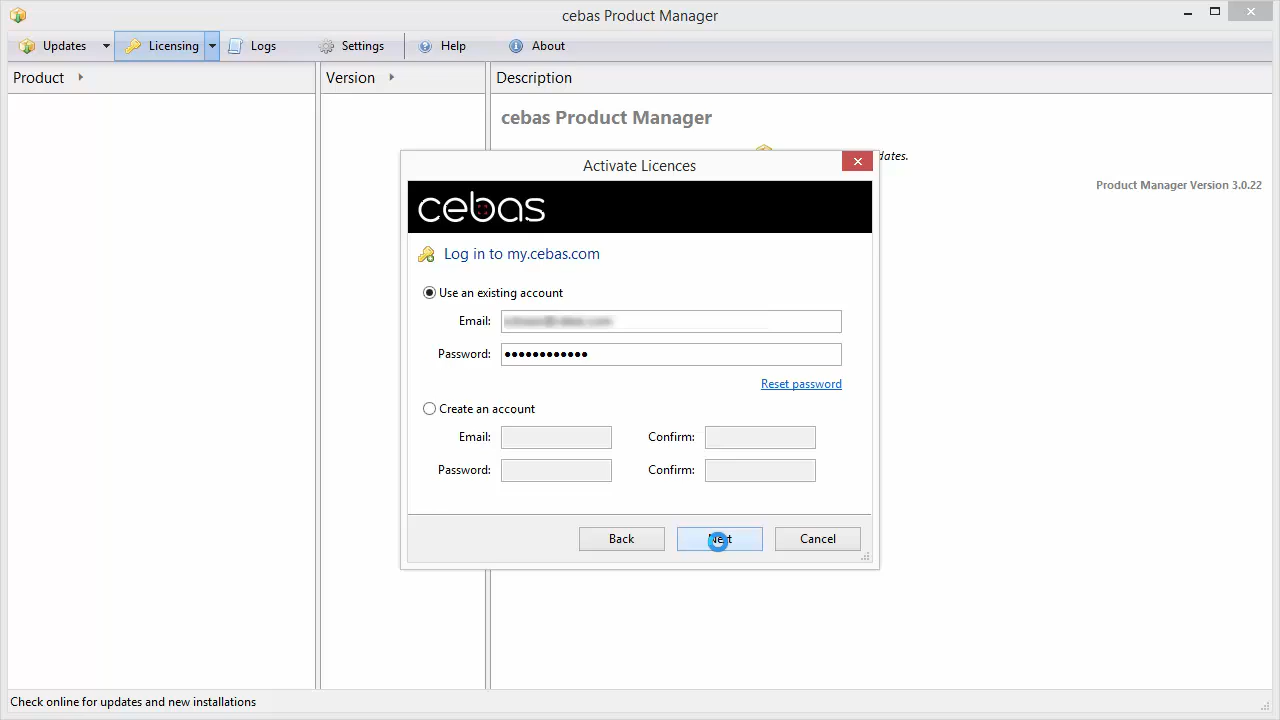 cebas Product Manager
Updates Licensing Logs Settings Help About
Product Version Description
cebas Product Manager
dates.
Product Manager Version 3.0.22
Activate Licences
cebas
Log in to my.cebas.com
Use an existing account
Email:
Password: ●●●●●●●●●●●●
Reset password
Create an account
Email: Confirm:
Password: Confirm:
Back Next Cancel
Check online for updates and new installations